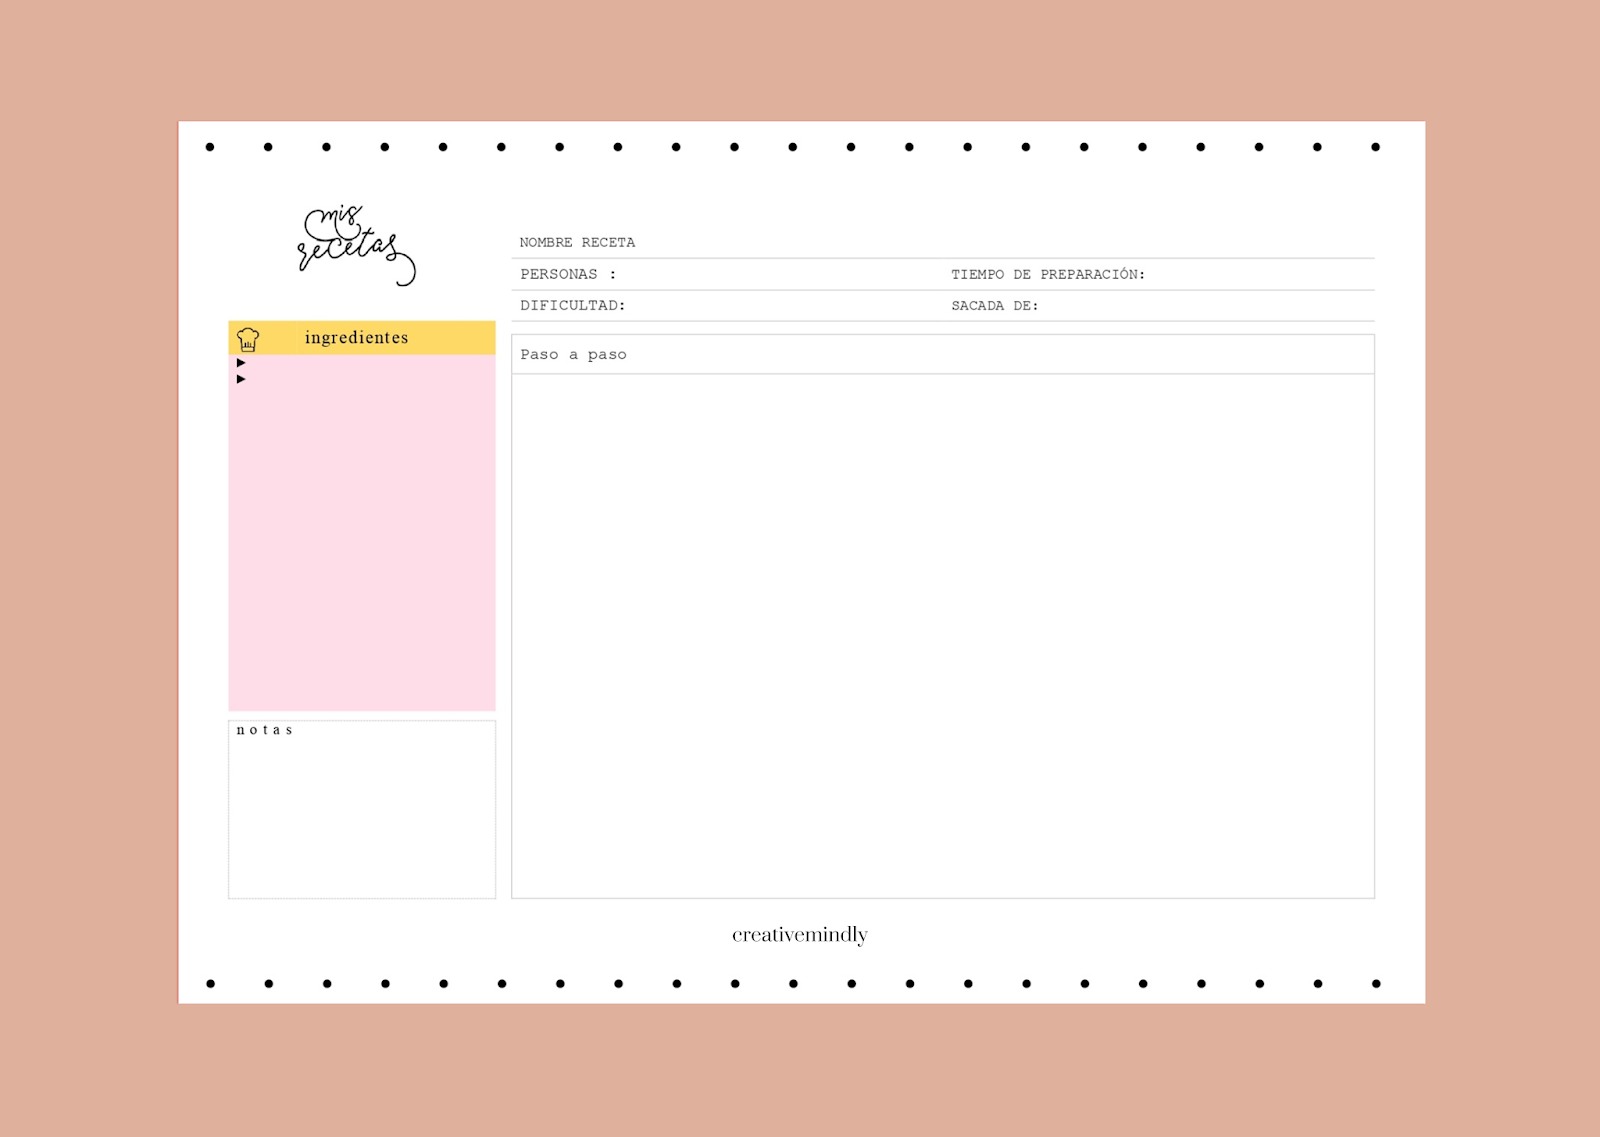 mis
recetas
NOMBRE RECETA
PERSONAS :
TIEMPO DE PREPARACIÓN:
DIFICULTAD:
SACADA DE:
ingredientes
Paso a paso
notas
creativemindly